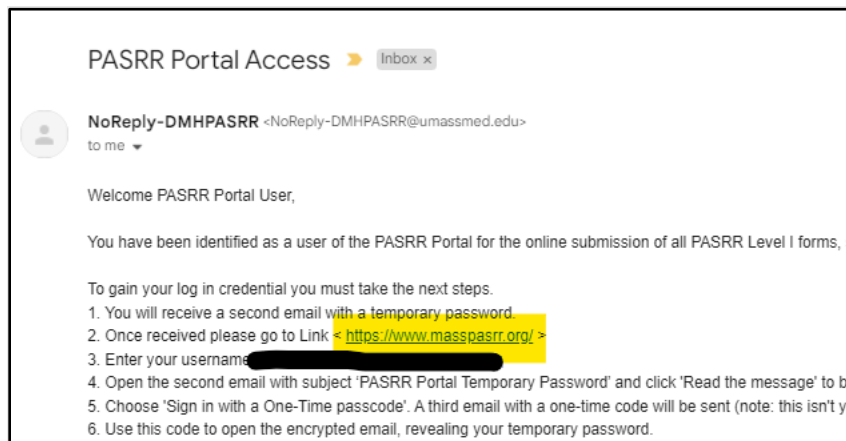 PASRR Portal Access Inbox ×
NoReply-DMHPASRR <NoReply-DMHPASRR@umassmed.edu>
to me
Welcome PASRR Portal User,
You have been identified as a user of the PASRR Portal for the online submission of all PASRR Level I forms,
To gain your log in credential you must take the next steps.
1. You will receive a second email with a temporary password.
2. Once received please go to Link < https://www.masspasrr.org/ >
3. Enter your username
4. Open the second email with subject 'PASRR Portal Temporary Password' and click 'Read the message' to b
5. Choose 'Sign in with a One-Time passcode'. A third email with a one-time code will be sent (note: this isn't y
6. Use this code to open the encrypted email, revealing your temporary password.